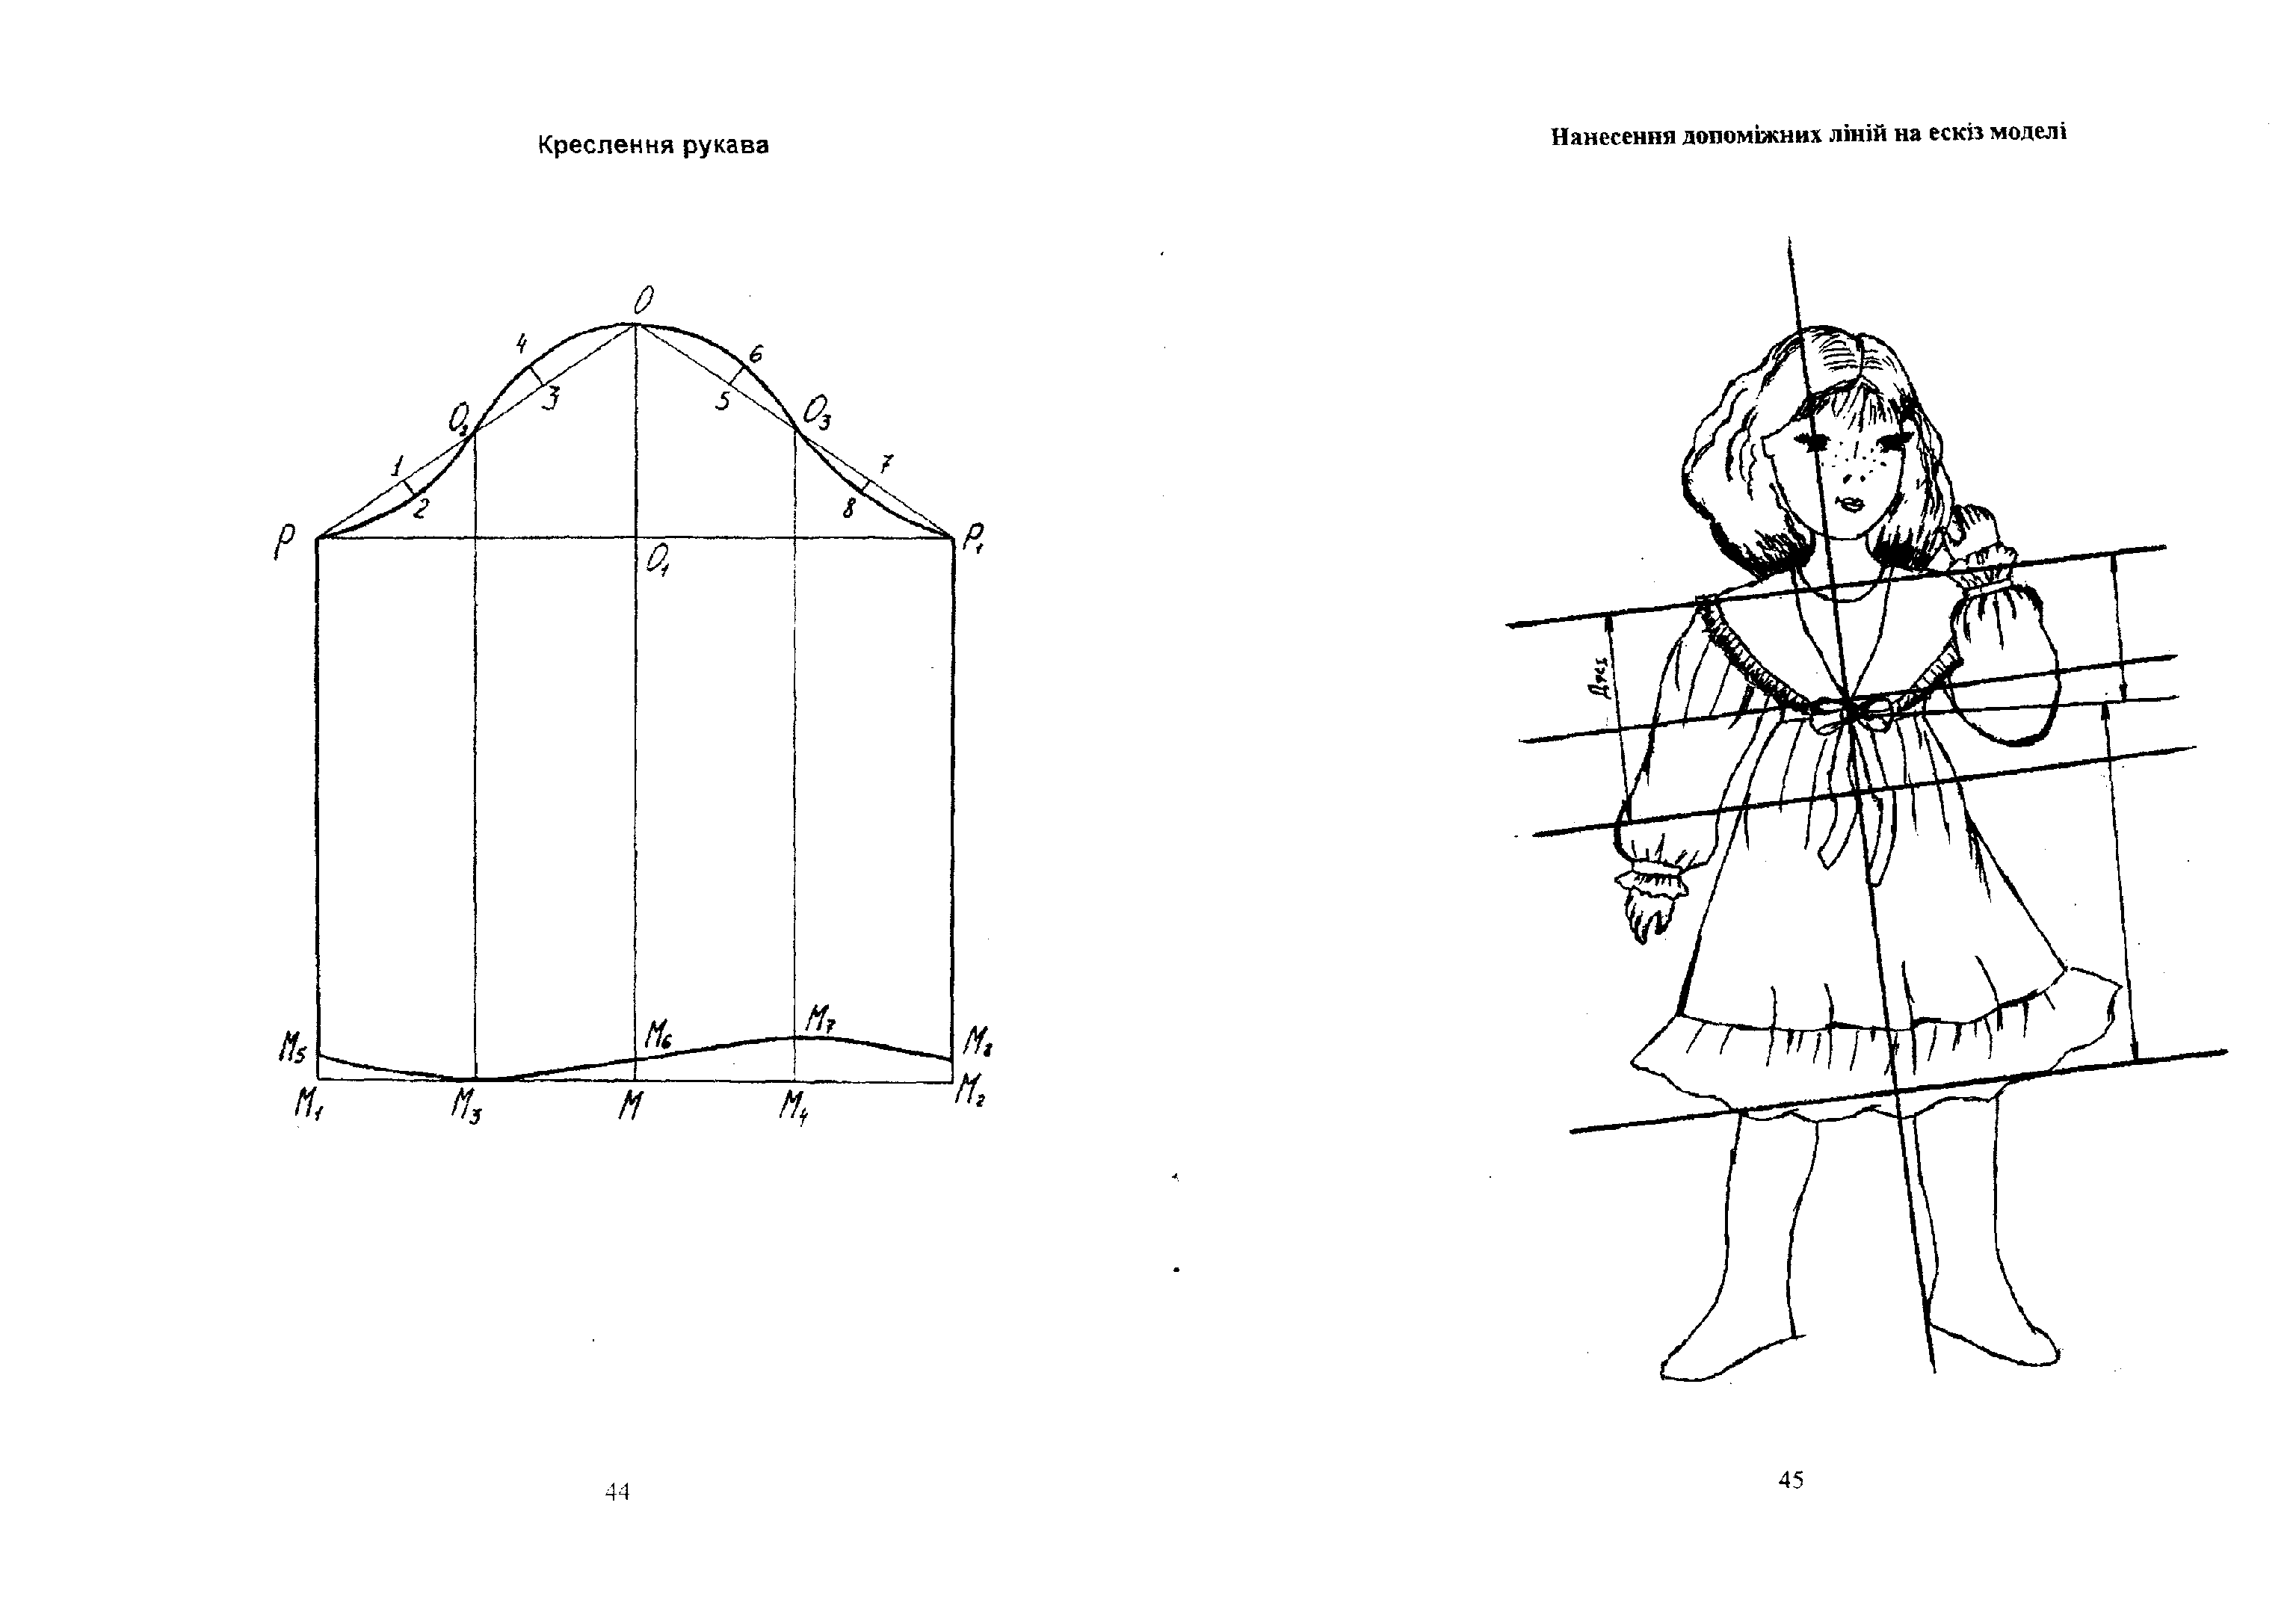 Креслення рукава
O
4
6
3
5
O₂
O₃
1
7
2
8
P
P₁
O₁
M₅
M₆
M₇
M₈
M₁
M₃
M
M₄
M₂
44
Нанесення допоміжних ліній на ескіз моделі
45